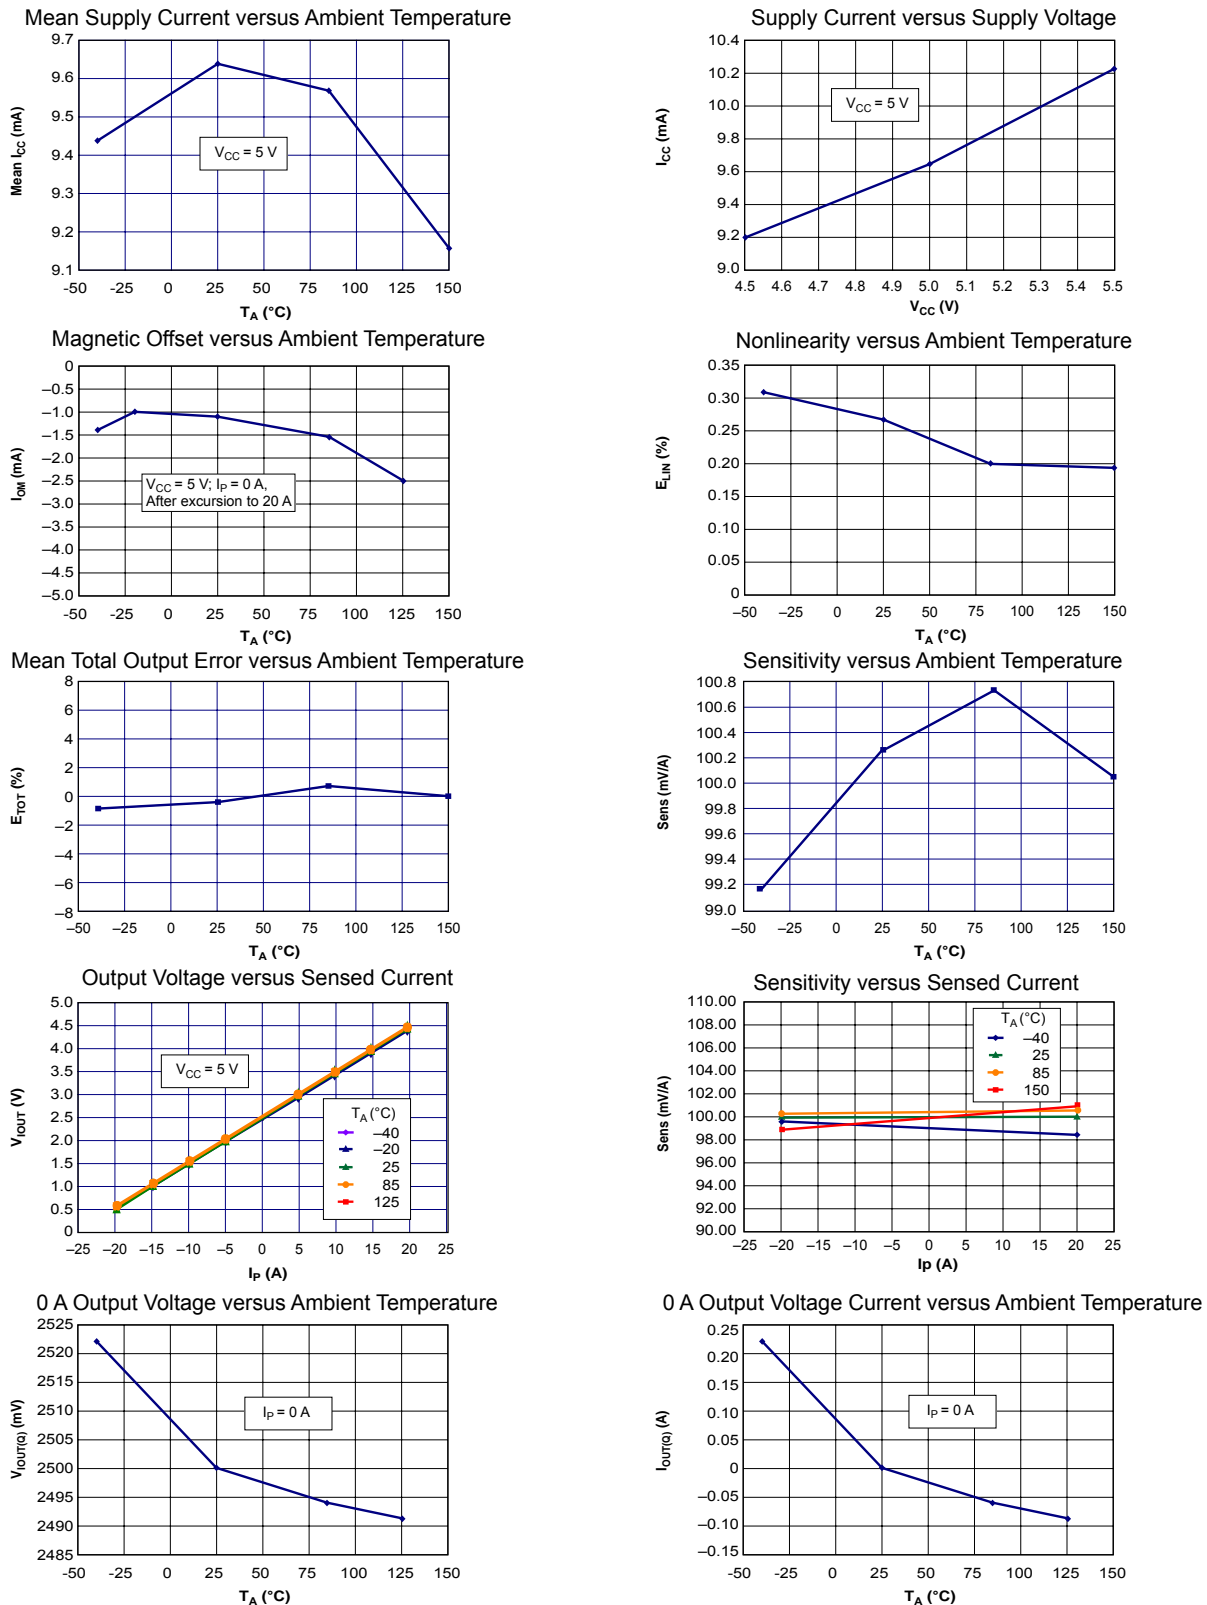 Mean Supply Current versus Ambient Temperature
9.7
9.6
9.5
9.4
9.3
9.2
9.1
Mean ICC (mA)
VCC = 5 V
-50 -25 0 25 50 75 100 125 150
TA (°C)
Supply Current versus Supply Voltage
10.4
10.2
10.0
9.8
9.6
9.4
9.2
9.0
ICC (mA)
VCC = 5 V
4.5 4.6 4.7 4.8 4.9 5.0 5.1 5.2 5.3 5.4 5.5
VCC (V)
Magnetic Offset versus Ambient Temperature
0
–0.5
–1.0
–1.5
–2.0
–2.5
–3.0
–3.5
–4.0
–4.5
–5.0
IOM (mA)
VCC = 5 V; IP = 0 A,
After excursion to 20 A
-50 -25 0 25 50 75 100 125 150
TA (°C)
Nonlinearity versus Ambient Temperature
0.35
0.30
0.25
0.20
0.15
0.10
0.05
0
ELIN (%)
–50 –25 0 25 50 75 100 125 150
TA (°C)
Mean Total Output Error versus Ambient Temperature
8
6
4
2
0
–2
–4
–6
–8
ETOT (%)
–50 –25 0 25 50 75 100 125 150
TA (°C)
Sensitivity versus Ambient Temperature
100.8
100.6
100.4
100.2
100.0
99.8
99.6
99.4
99.2
99.0
Sens (mV/A)
–50 –25 0 25 50 75 100 125 150
TA (°C)
Output Voltage versus Sensed Current
5.0
4.5
4.0
3.5
3.0
2.5
2.0
1.5
1.0
0.5
0
VIOUT (V)
VCC = 5 V
TA (°C)
–40
–20
25
85
125
–25 –20 –15 –10 –5 0 5 10 15 20 25
IP (A)
Sensitivity versus Sensed Current
110.00
108.00
106.00
104.00
102.00
100.00
98.00
96.00
94.00
92.00
90.00
Sens (mV/A)
TA (°C)
–40
25
85
150
–25 –20 –15 –10 –5 0 5 10 15 20 25
Ip (A)
0 A Output Voltage versus Ambient Temperature
2525
2520
2515
2510
2505
2500
2495
2490
2485
VIOUT(Q) (mV)
IP = 0 A
-50 -25 0 25 50 75 100 125 150
TA (°C)
0 A Output Voltage Current versus Ambient Temperature
0.25
0.20
0.15
0.10
0.05
0
–0.05
–0.10
–0.15
IOUT(Q) (A)
IP = 0 A
-50 -25 0 25 50 75 100 125 150
TA (°C)